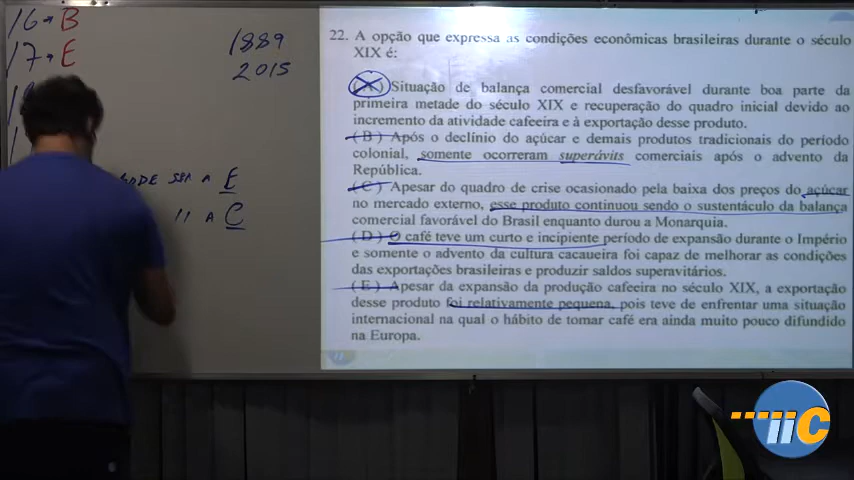 16 → B
17 → E
1889
2015
PODE SER A E
11 A C
22. A opção que expressa as condições econômicas brasileiras durante o século
XIX é:
(A) Situação de balança comercial desfavorável durante boa parte da
primeira metade do século XIX e recuperação do quadro inicial devido ao
incremento da atividade cafeeira e à exportação desse produto.
(B) Após o declínio do açúcar e demais produtos tradicionais do período
colonial, somente ocorreram superávits comerciais após o advento da
República.
(C) Apesar do quadro de crise ocasionado pela baixa dos preços do açúcar
no mercado externo, esse produto continuou sendo o sustentáculo da balança
comercial favorável do Brasil enquanto durou a Monarquia.
(D) O café teve um curto e incipiente período de expansão durante o Império
e somente o advento da cultura cacaueira foi capaz de melhorar as condições
das exportações brasileiras e produzir saldos superavitários.
(E) Apesar da expansão da produção cafeeira no século XIX, a exportação
desse produto foi relativamente pequena, pois teve de enfrentar uma situação
internacional na qual o hábito de tomar café era ainda muito pouco difundido
na Europa.
C